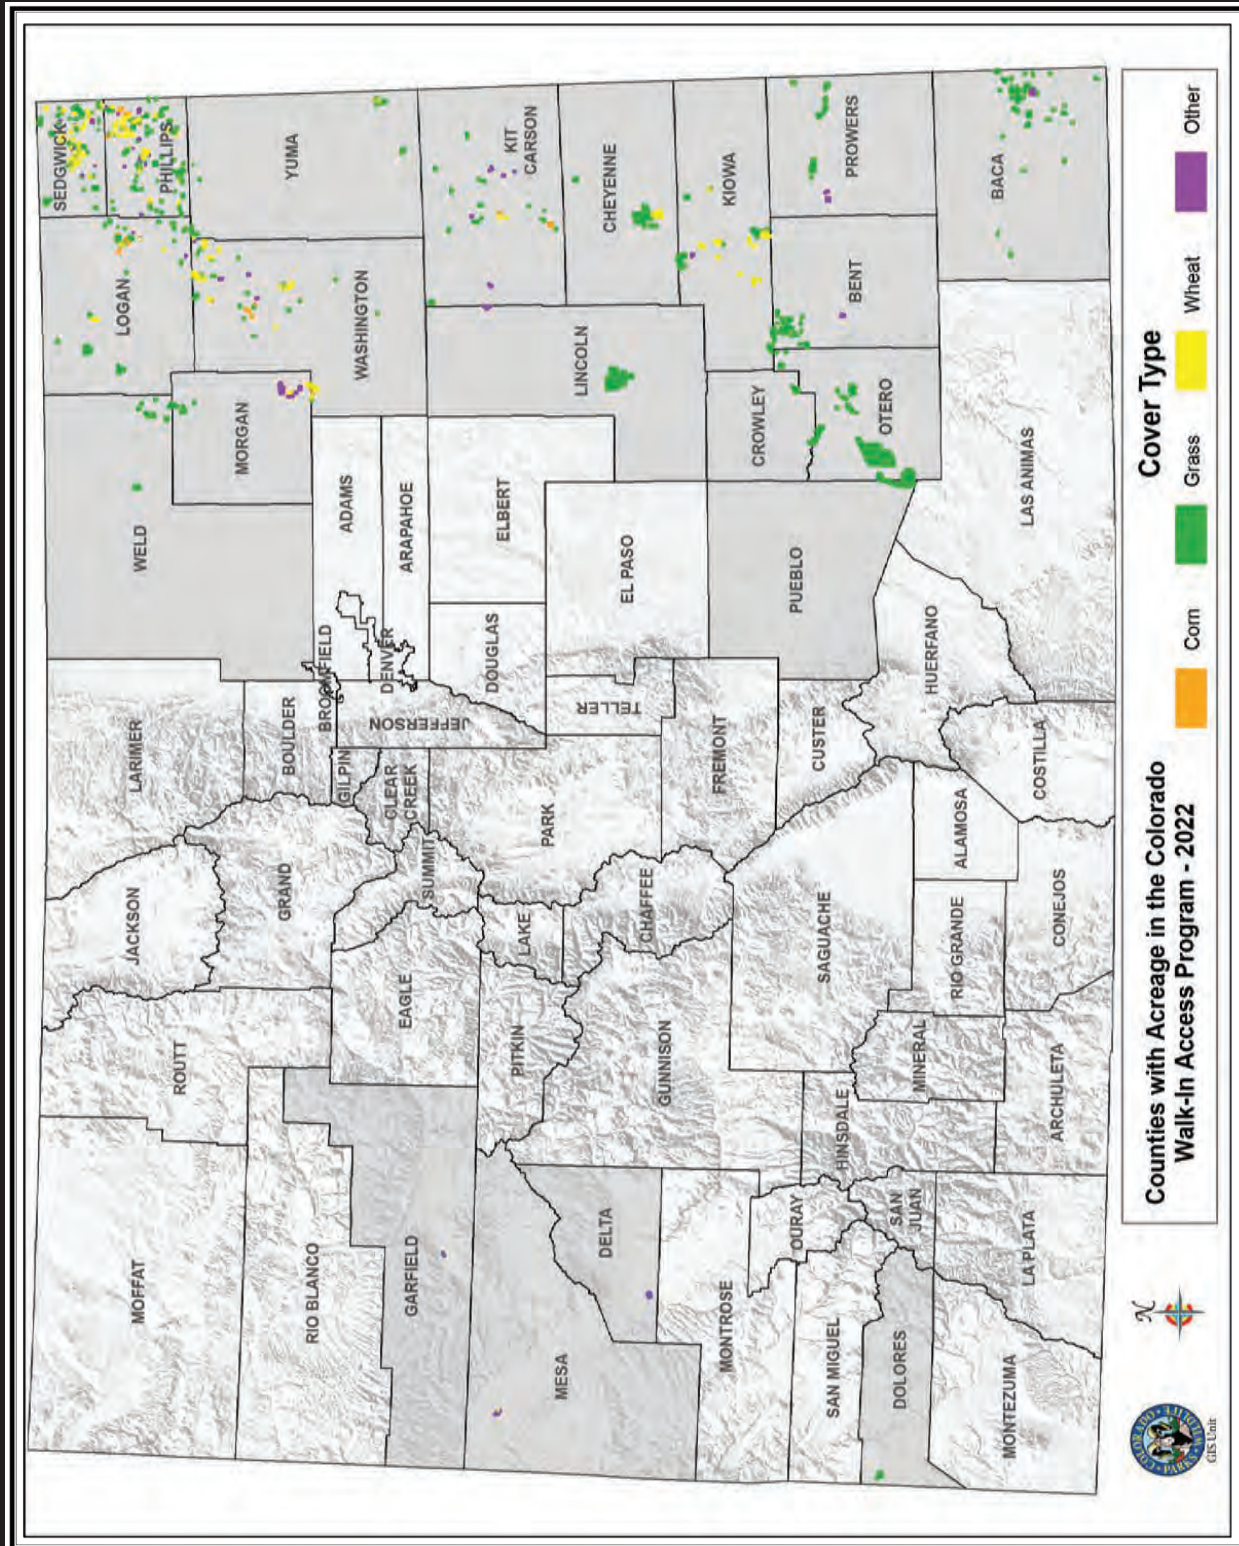 MOFFAT
ROUTT
JACKSON
LARIMER
WELD
LOGAN
SEDGWICK
PHILLIPS
MORGAN
RIO BLANCO
GRAND
BOULDER
BROOMFIELD
GILPIN
ADAMS
WASHINGTON
YUMA
GARFIELD
EAGLE
SUMMIT
CLEAR
CREEK
JEFFERSON
DENVER
ARAPAHOE
MESA
PITKIN
LAKE
PARK
DOUGLAS
ELBERT
LINCOLN
KIT
CARSON
DELTA
GUNNISON
CHAFFEE
TELLER
EL PASO
CHEYENNE
MONTROSE
OURAY
SAGUACHE
FREMONT
CUSTER
PUEBLO
CROWLEY
KIOWA
SAN MIGUEL
HINSDALE
OTERO
BENT
PROWERS
DOLORES
SAN
JUAN
MINERAL
RIO GRANDE
ALAMOSA
HUERFANO
MONTEZUMA
LA PLATA
ARCHULETA
CONEJOS
COSTILLA
LAS ANIMAS
BACA
COLORADO
PARKS • WILDLIFE
GIS Unit
N
Counties with Acreage in the Colorado
Walk-In Access Program - 2022
Cover Type
Corn
Grass
Wheat
Other